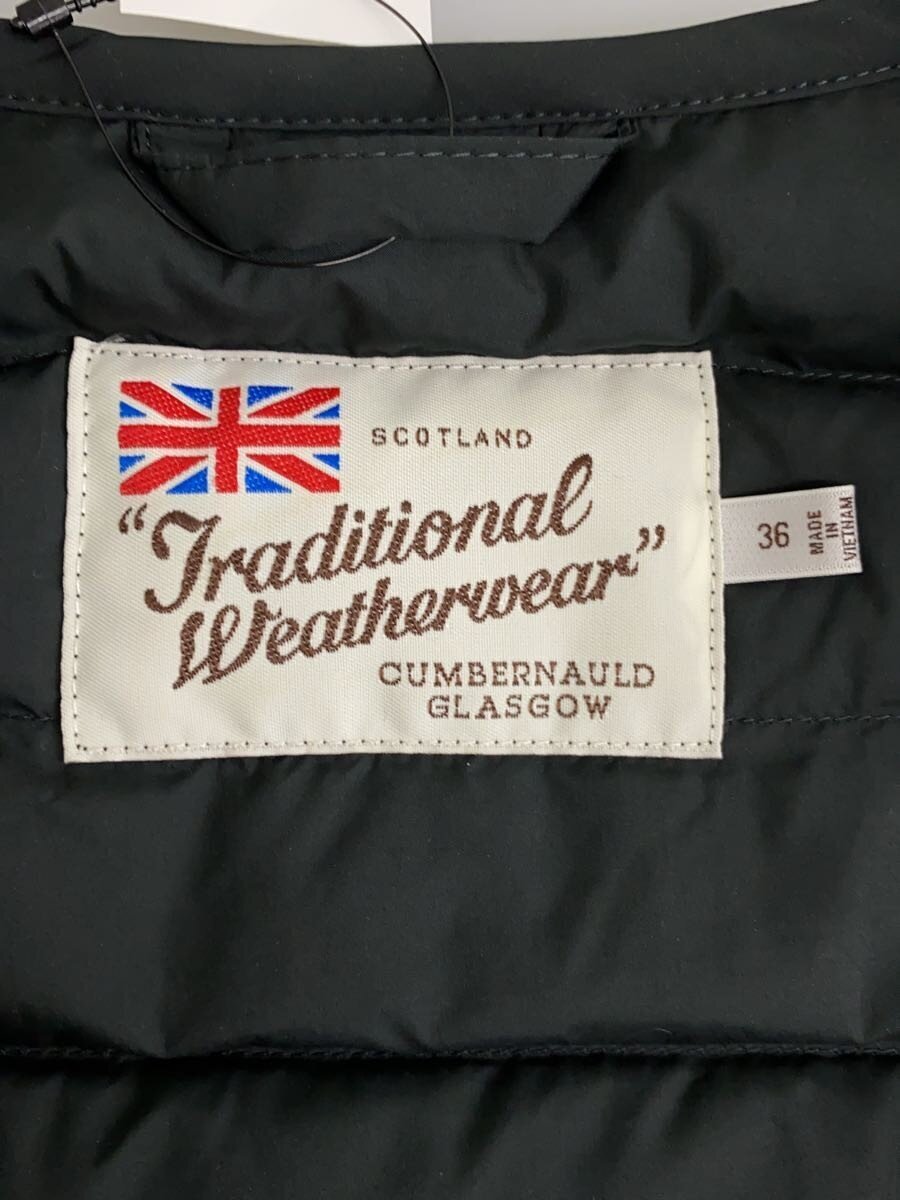 SCOTLAND
"Traditional
Weatherwear"
CUMBERNAULD
GLASGOW
36
MADE
IN
VIETNAM